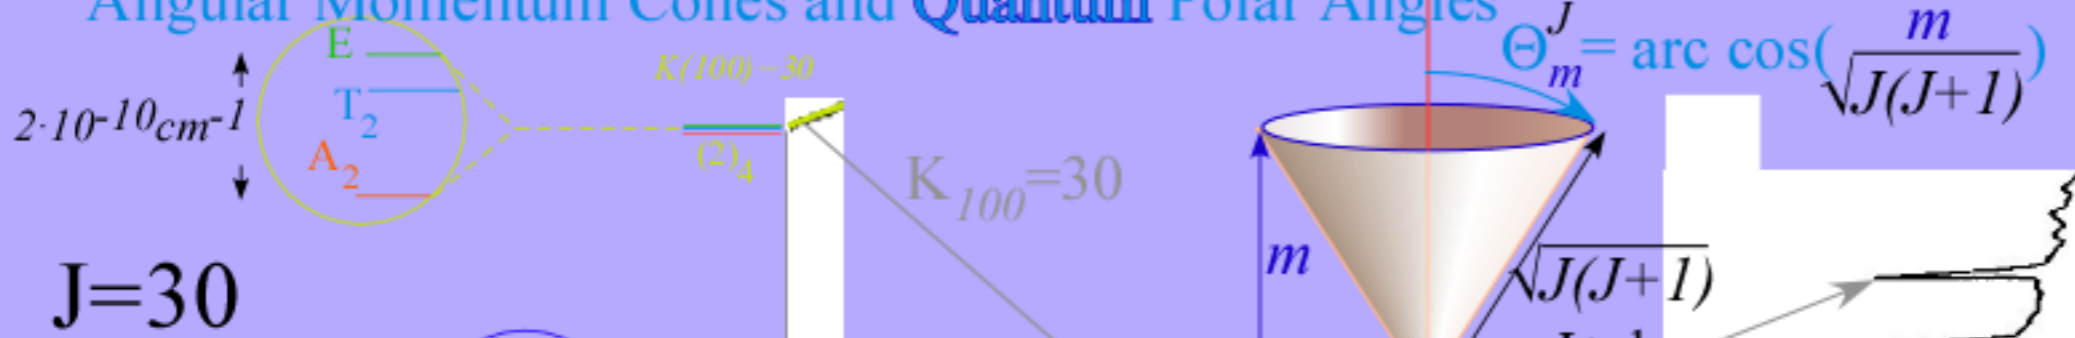 Angular Momentum Cones and Quantum Polar Angles
Θ^J_m = arc cos(m/√J(J+1))
E
T2
A2
2·10-10cm-1
K(100)=30
(2)4
K100=30
m
√J(J+1)
J=30